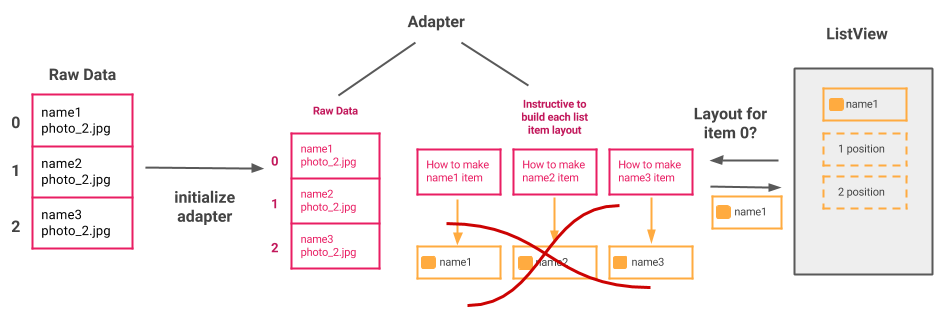 Adapter
ListView
Raw Data
0
name1
photo_2.jpg
1
name2
photo_2.jpg
2
name3
photo_2.jpg
initialize
adapter
Raw Data
0
name1
photo_2.jpg
1
name2
photo_2.jpg
2
name3
photo_2.jpg
Instructive to
build each list
item layout
How to make
name1 item
How to make
name2 item
How to make
name3 item
name1
name2
name3
Layout for
item 0?
name1
name1
1 position
2 position